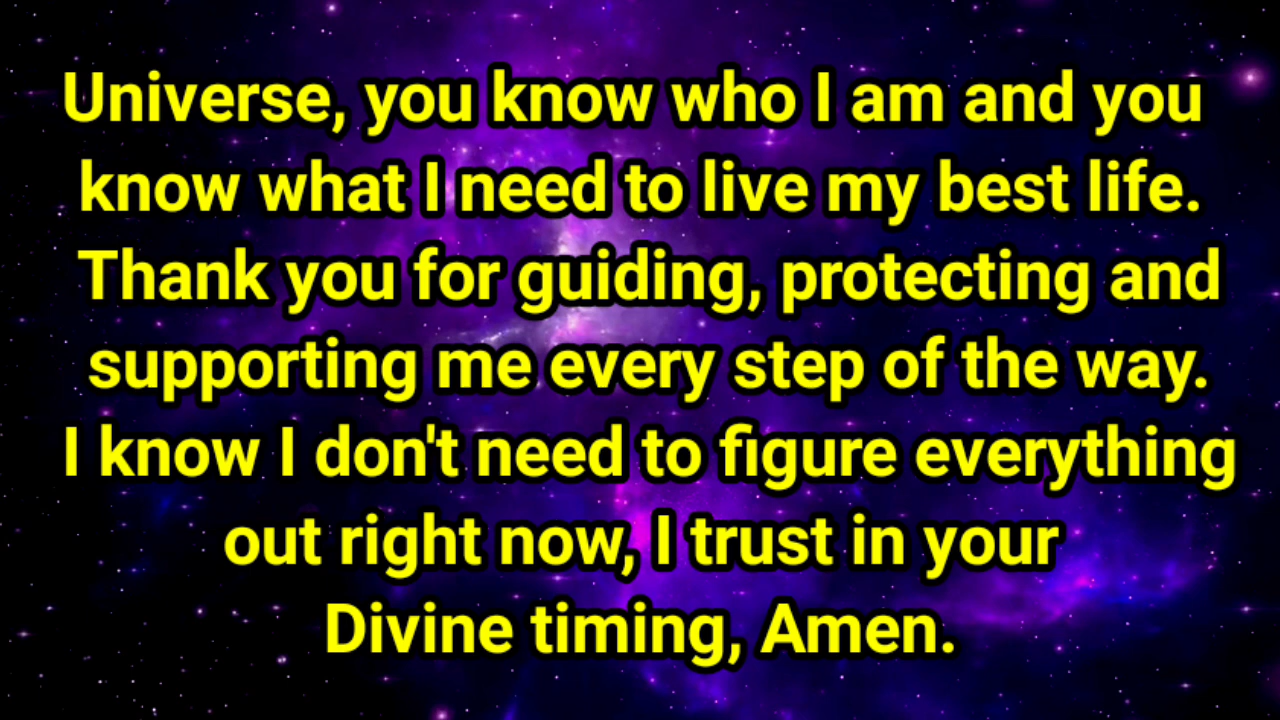 Universe, you know who I am and you
know what I need to live my best life.
Thank you for guiding, protecting and
supporting me every step of the way.
I know I don't need to figure everything
out right now, I trust in your
Divine timing, Amen.